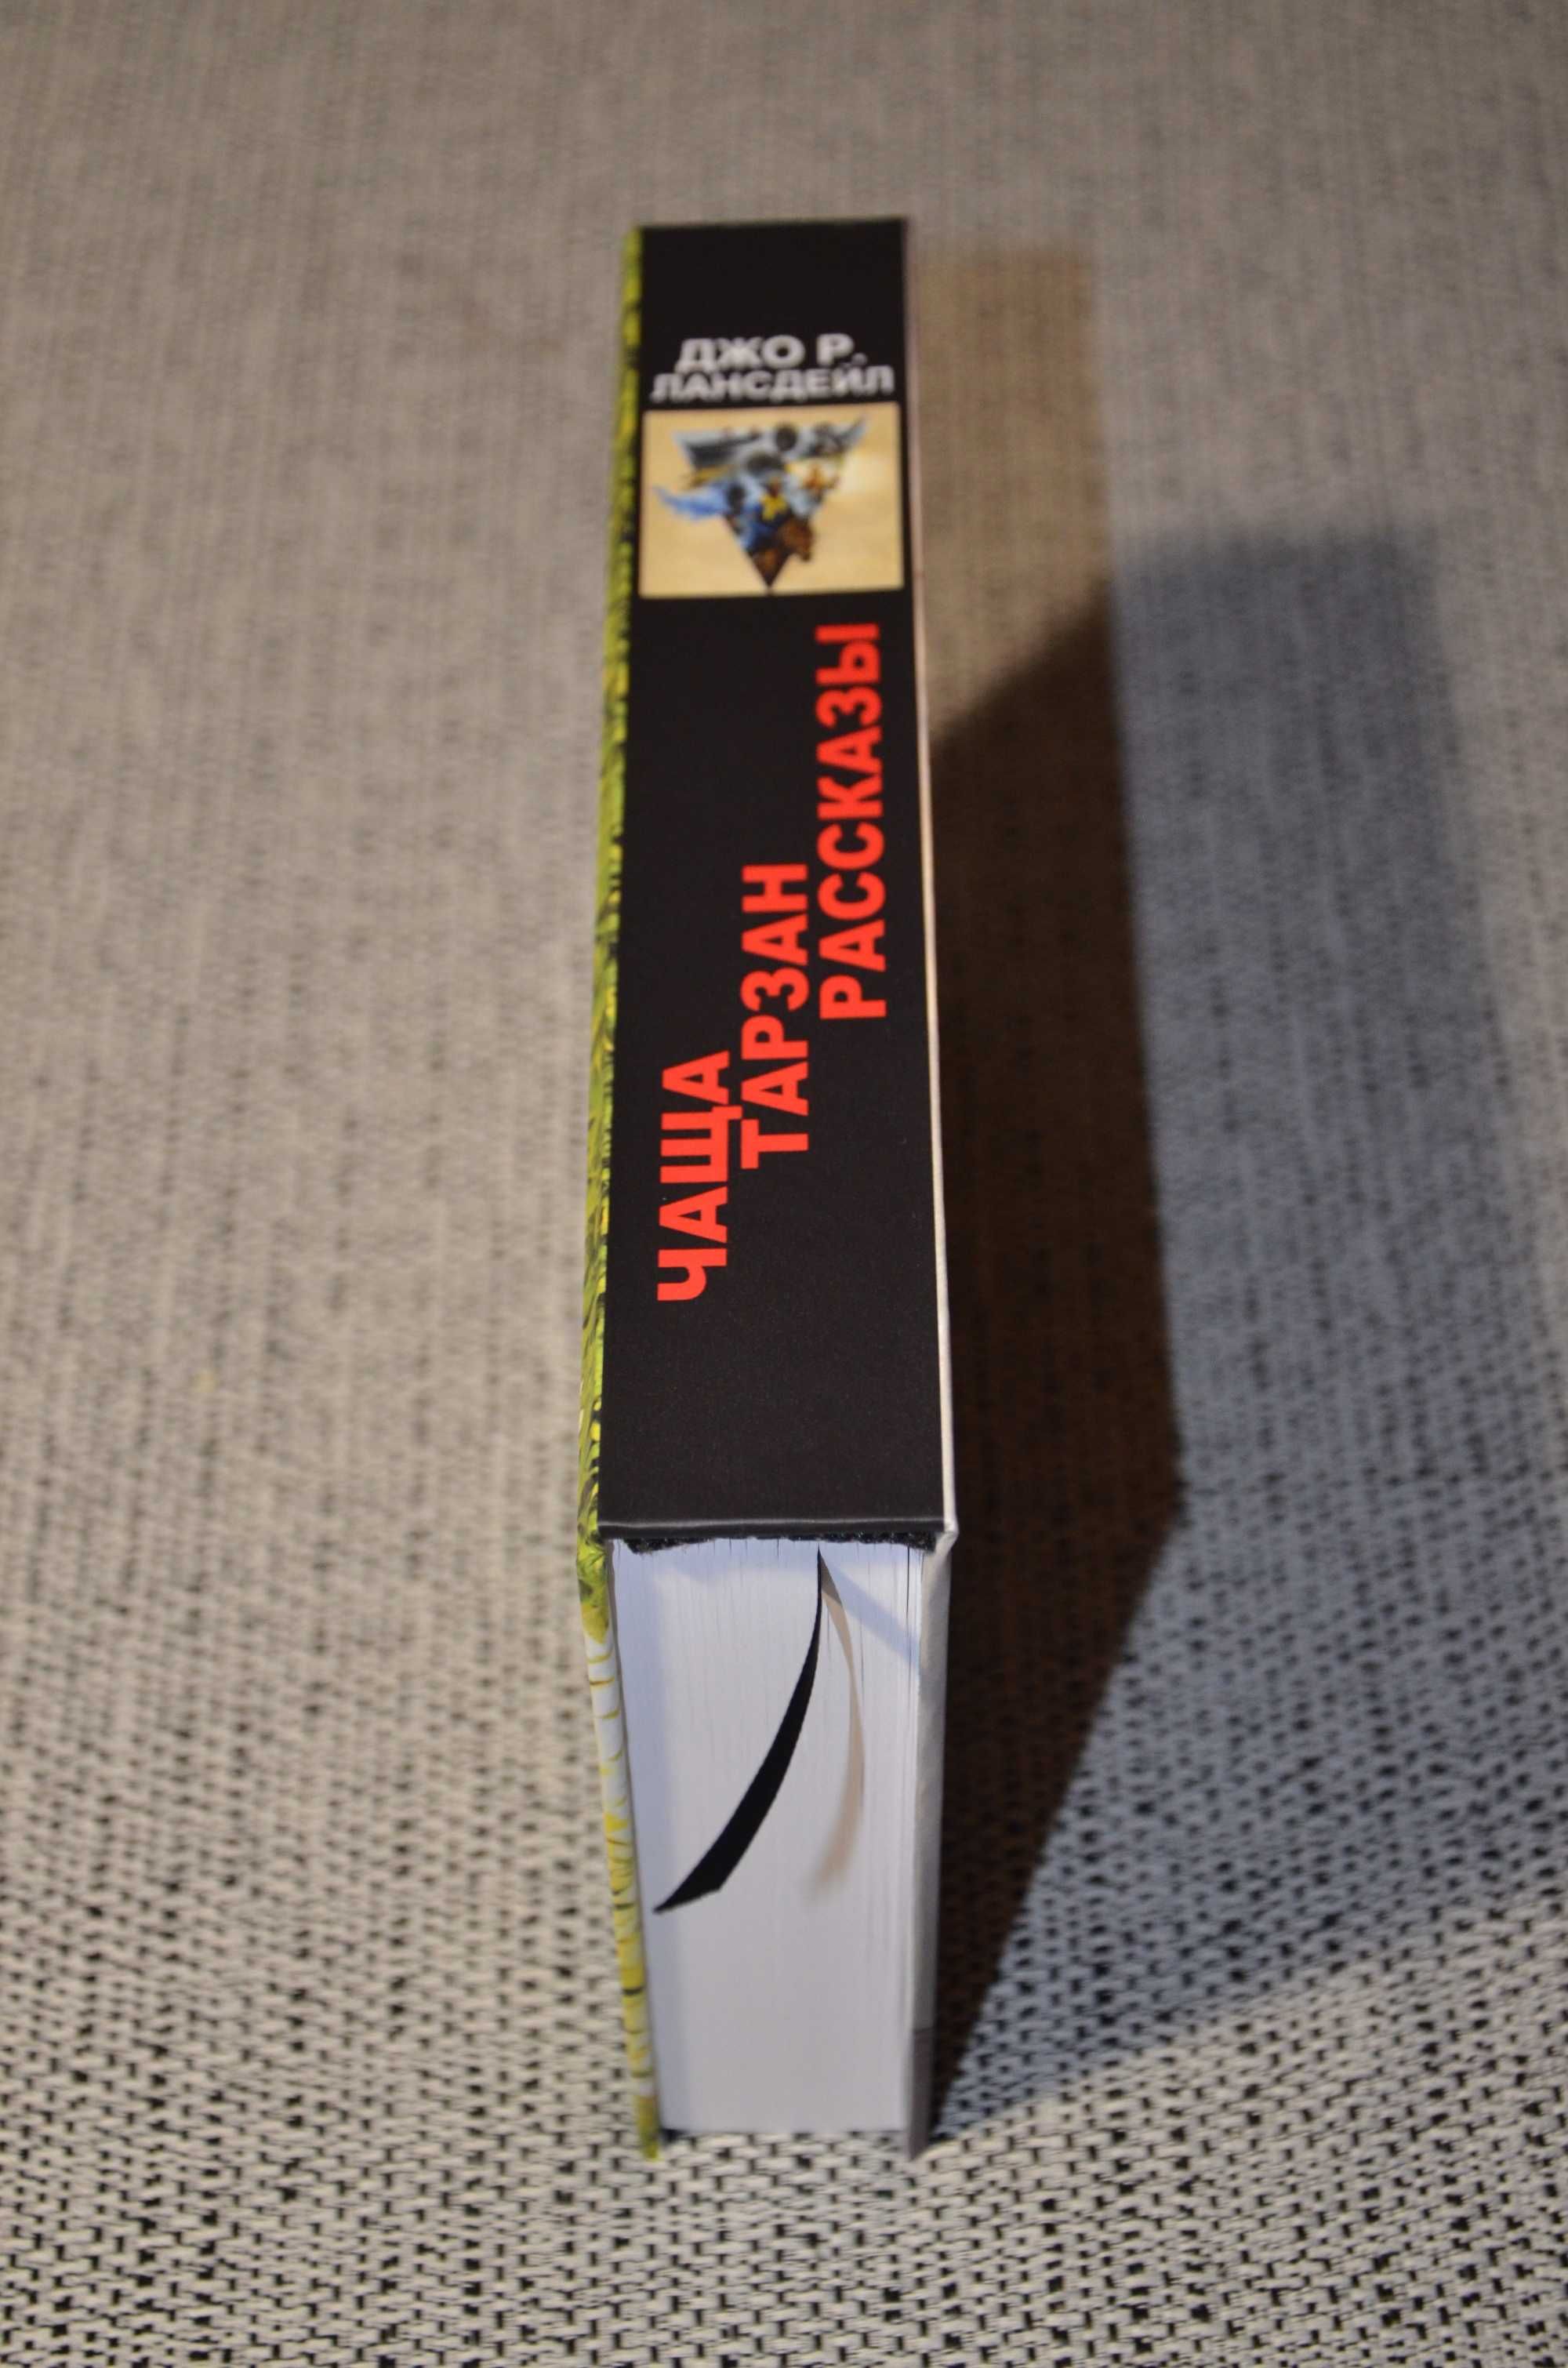 ДЖО Р.
ЛАНСДЕЙЛ
ЧАЩА
ТАРЗАН
РАССКАЗЫ